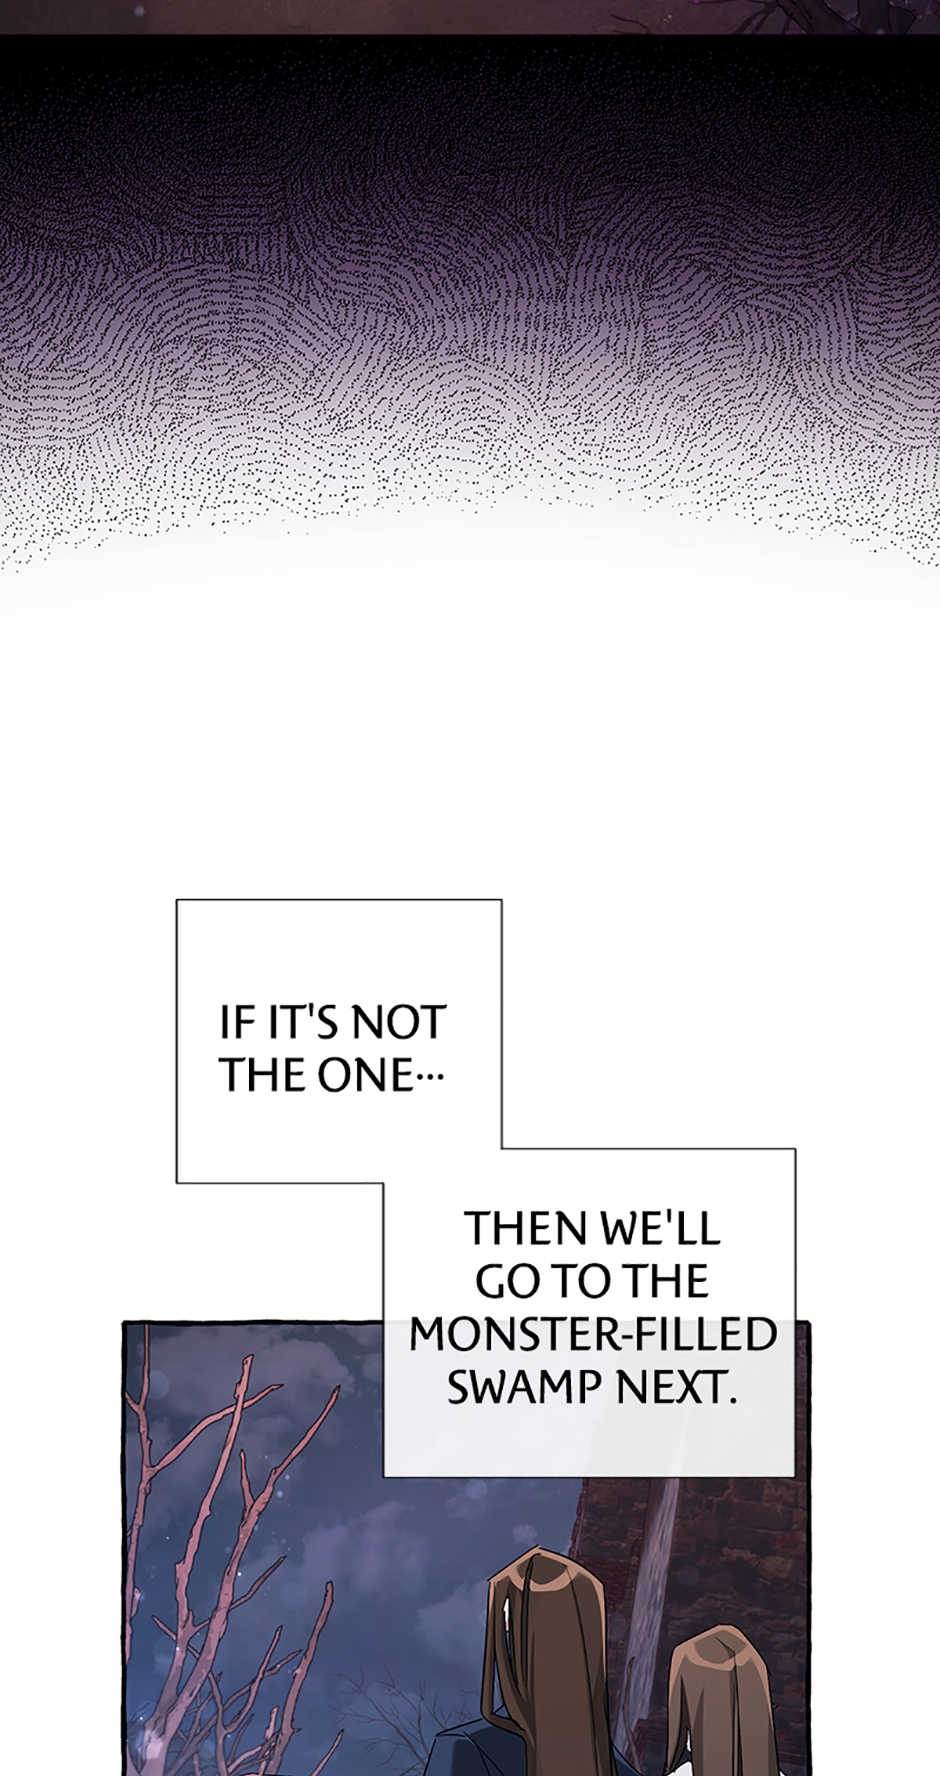 IF IT'S NOT
THE ONE...
THEN WE'LL
GO TO THE
MONSTER-FILLED
SWAMP NEXT.